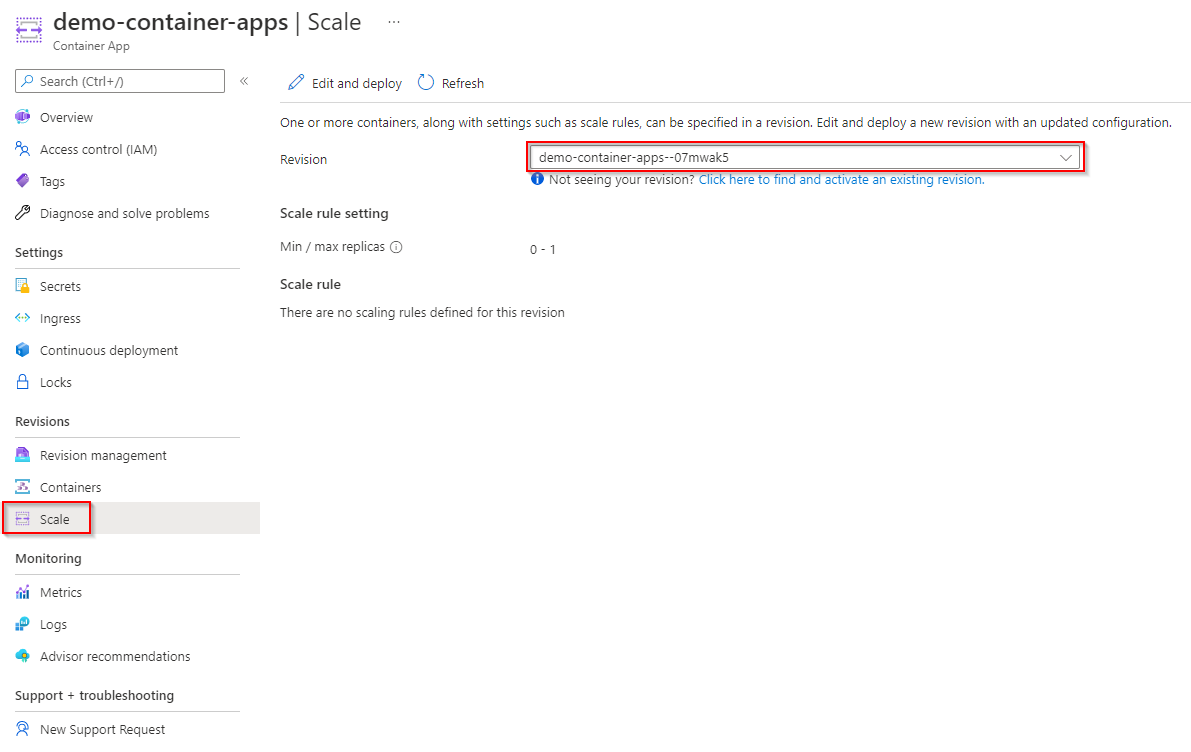 demo-container-apps | Scale ...
Container App
Search (Ctrl+/)
«
Overview
Access control (IAM)
Tags
Diagnose and solve problems
Settings
Secrets
Ingress
Continuous deployment
Locks
Revisions
Revision management
Containers
Scale
Monitoring
Metrics
Logs
Advisor recommendations
Support + troubleshooting
New Support Request
Edit and deploy
Refresh
One or more containers, along with settings such as scale rules, can be specified in a revision. Edit and deploy a new revision with an updated configuration.
Revision
demo-container-apps--07mwak5
Not seeing your revision? Click here to find and activate an existing revision.
Scale rule setting
Min / max replicas
0 - 1
Scale rule
There are no scaling rules defined for this revision